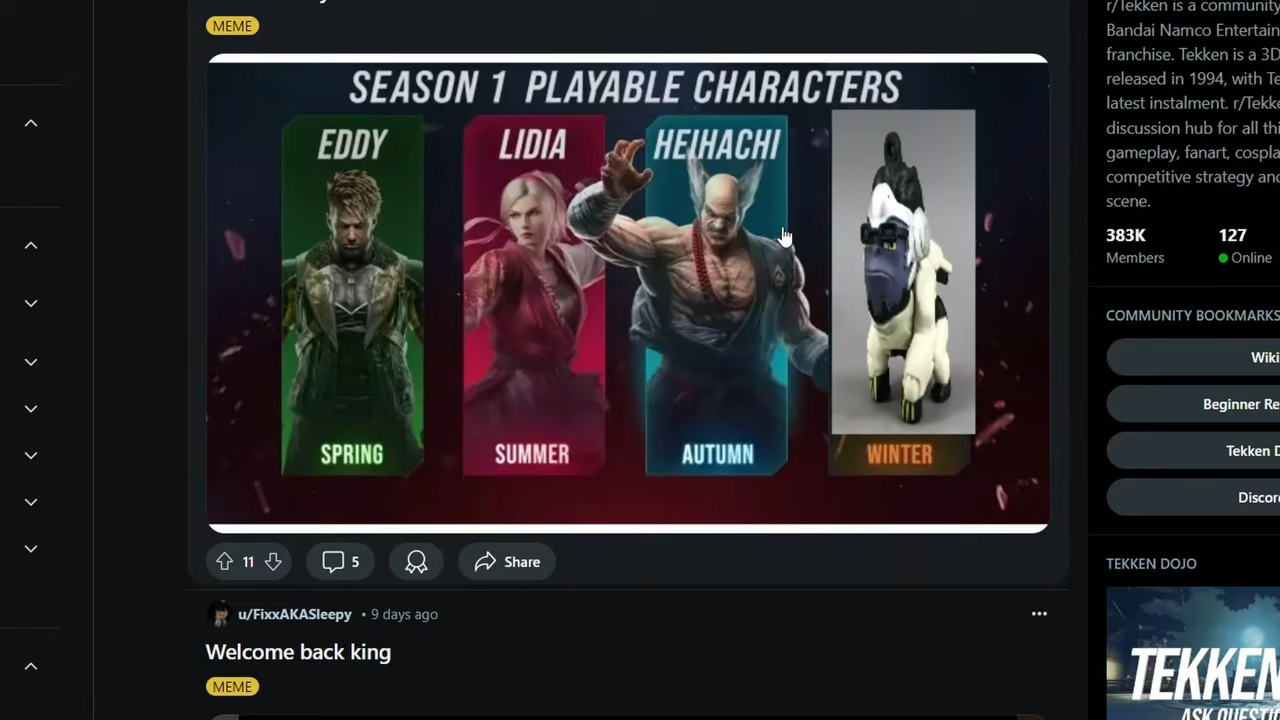 MEME
SEASON 1 PLAYABLE CHARACTERS
EDDY
LIDIA
HEIHACHI
SPRING
SUMMER
AUTUMN
WINTER
11
5
Share
u/FixxAKASleepy • 9 days ago
Welcome back king
MEME
r/Tekken is a community
Bandai Namco Entertain
franchise. Tekken is a 3D
released in 1994, with Te
latest instalment. r/Tekke
discussion hub for all thi
gameplay, fanart, cospla
competitive strategy and
scene.
383K
Members
127
Online
COMMUNITY BOOKMARKS
Wiki
Beginner Re
Tekken D
Discor
TEKKEN DOJO
TEKKEN
ASK QUESTIO